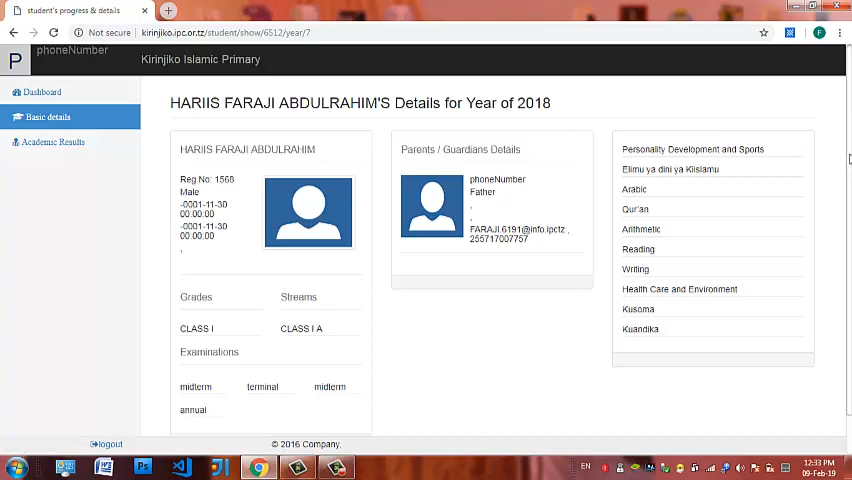 student's progress & details
Not secure
kirinjiko.ipc.or.tz/student/show/6512/year/7
F
P
phoneNumber
Kirinjiko Islamic Primary
Dashboard
Basic details
Academic Results
HARIIS FARAJI ABDULRAHIM'S Details for Year of 2018
HARIIS FARAJI ABDULRAHIM
Reg.No: 1568
Male
-0001-11-30
00:00:00
-0001-11-30
00:00:00
,
Grades
Streams
CLASS I
CLASS I A
Examinations
midterm
terminal
midterm
annual
Parents / Guardians Details
phoneNumber
Father
,
,
FARAJI.6191@info.ipctz ,
255717007757
Personality Development and Sports
Elimu ya dini ya Kiislamu
Arabic
Qur'an
Arithmetic
Reading
Writing
Health Care and Environment
Kusoma
Kuandika
logout
© 2016 Company,
Ps
EN
12:33 PM
09-Feb-19